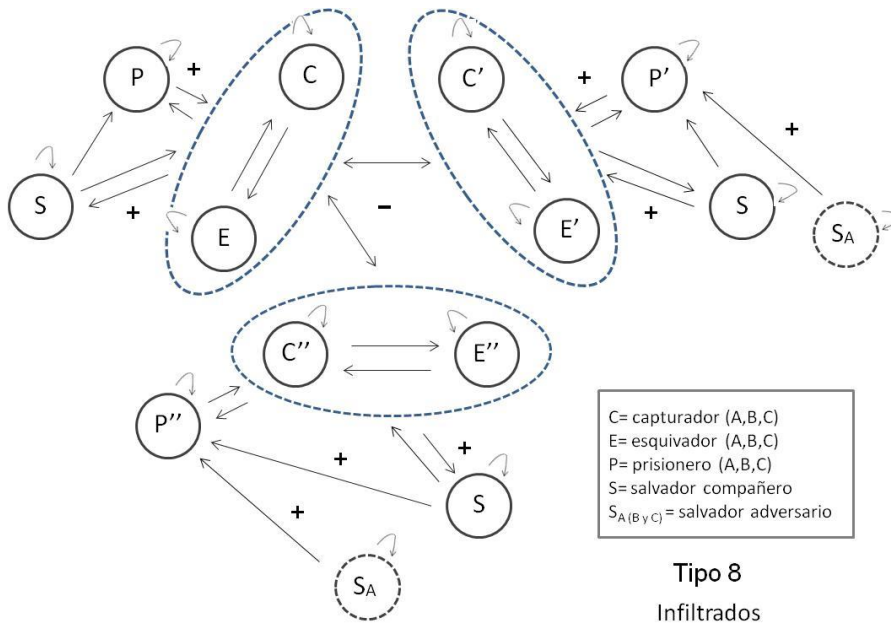 P
+
C
C'
+
P'
+
S
+
E
−
E'
+
S
S_A
C''
E''
P''
+
+
S
+
S_A
C= capturador (A,B,C)
E= esquivador (A,B,C)
P= prisionero (A,B,C)
S= salvador compañero
S_A (B y C) = salvador adversario
Tipo 8
Infiltrados